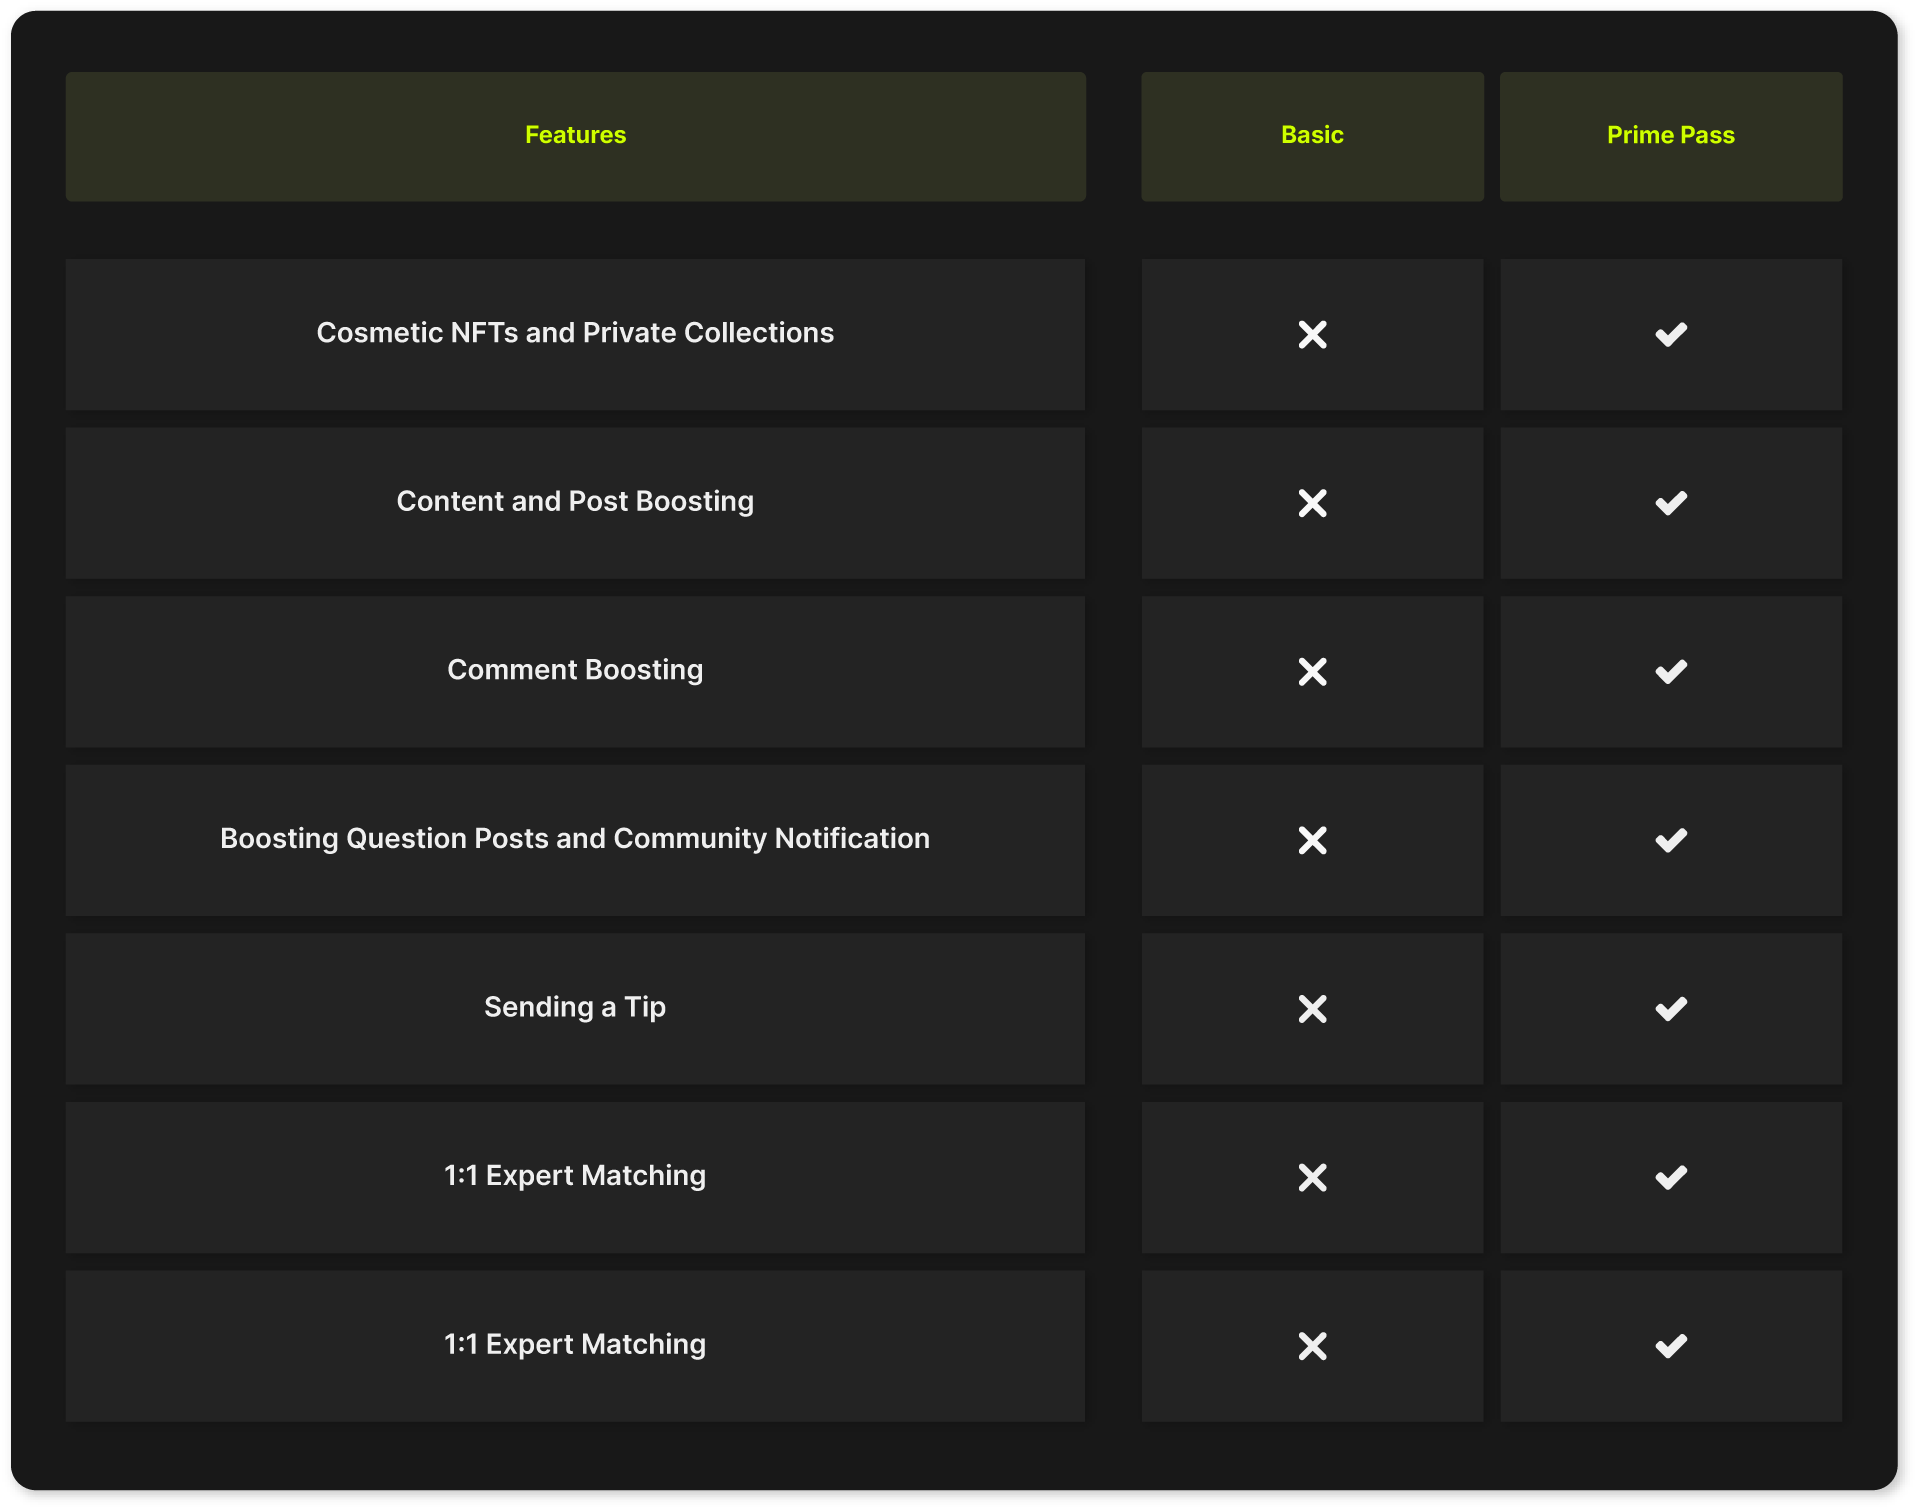 Features Basic Prime Pass
Cosmetic NFTs and Private Collections
Content and Post Boosting
Comment Boosting
Boosting Question Posts and Community Notification
Sending a Tip
1:1 Expert Matching
1:1 Expert Matching